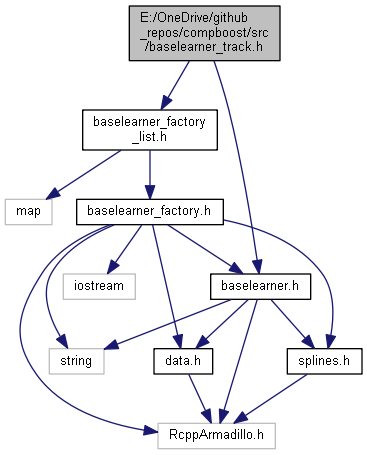 E:/OneDrive/github
_repos/compboost/src
/baselearner_track.h
baselearner_factory
_list.h
map
baselearner_factory.h
iostream
baselearner.h
string
data.h
splines.h
RcppArmadillo.h